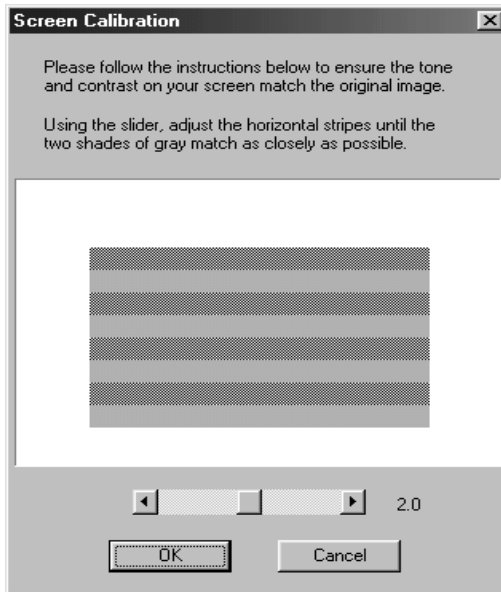 Screen Calibration
Please follow the instructions below to ensure the tone
and contrast on your screen match the original image.
Using the slider, adjust the horizontal stripes until the
two shades of gray match as closely as possible.
2.0
OK
Cancel